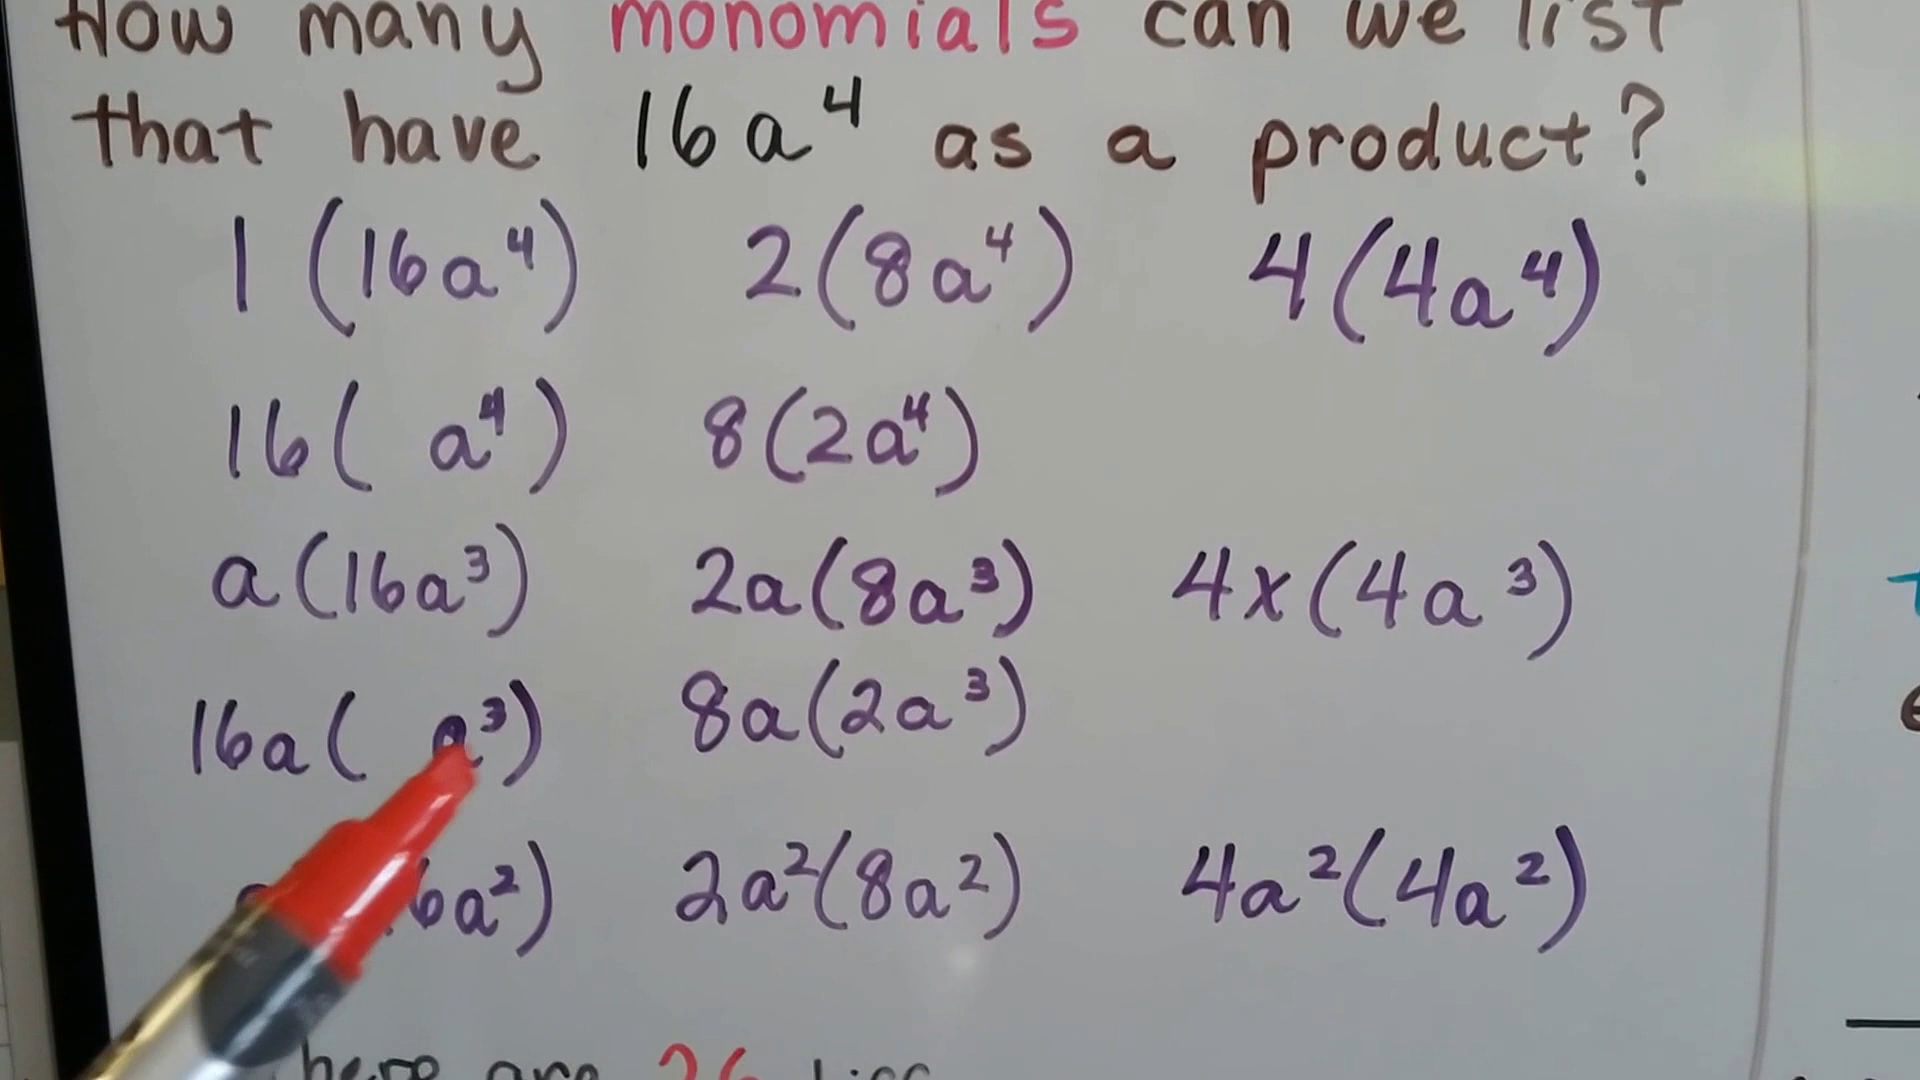 How many monomials can we list
that have 16a⁴ as a product?
1 (16a⁴) 2(8a⁴) 4(4a⁴)
16( a⁴) 8(2a⁴)
a(16a³) 2a(8a³) 4x(4a³)
16a( a³) 8a(2a³)
6a²) 2a²(8a²) 4a²(4a²)
here are 26